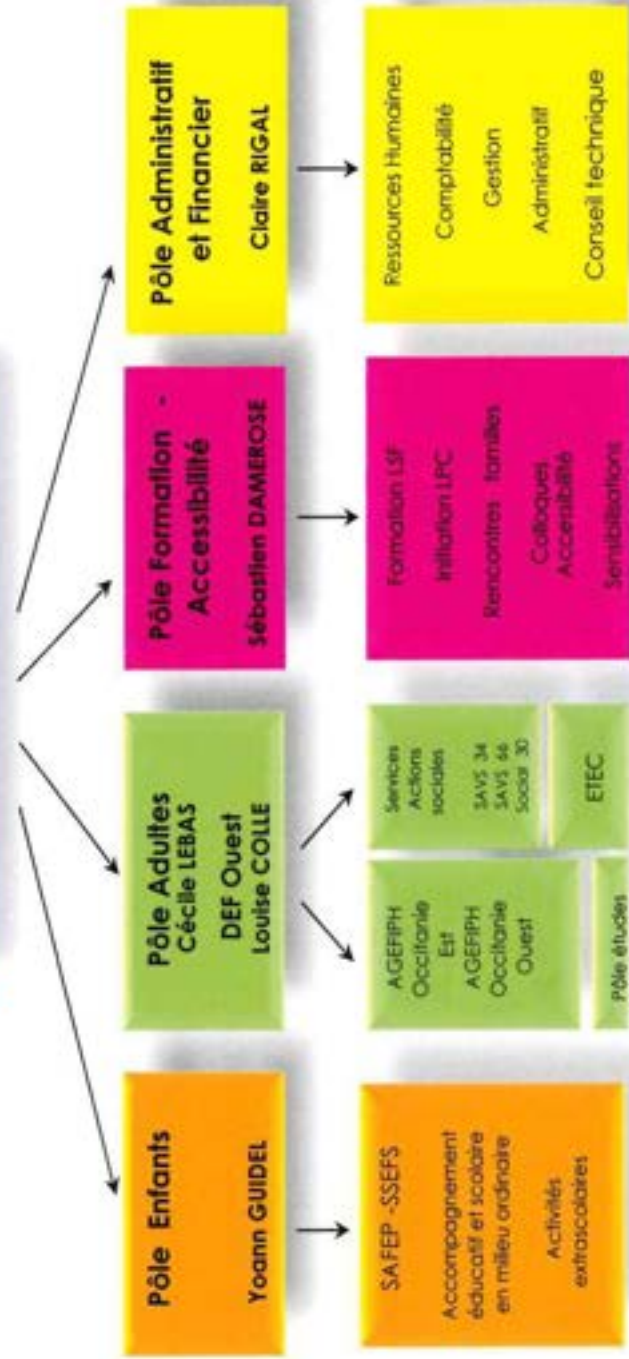 Pôle Enfants
Yoann GUIDEL
SAFEP -SSEFS
Accompagnement
éducatif et scolaire
en milieu ordinaire
Activités
extrascolaires
Pôle Adultes
Cécile LEBAS
DEF Ouest
Louise COLLE
AGEFIPH
Occitanie
Est
AGEFIPH
Occitanie
Ouest
Pôle études
Services
Actions
sociales
SAVS 34
SAVS 66
Social 30
ETEC
Pôle Formation -
Accessibilité
Sébastien DAMEROSE
Formation LSF
Initiation LPC
Rencontres familles
Colloques
Accessibilité
Sensibilisations
Pôle Administratif
et Financier
Claire RIGAL
Ressources Humaines
Comptabilité
Gestion
Administratif
Conseil technique